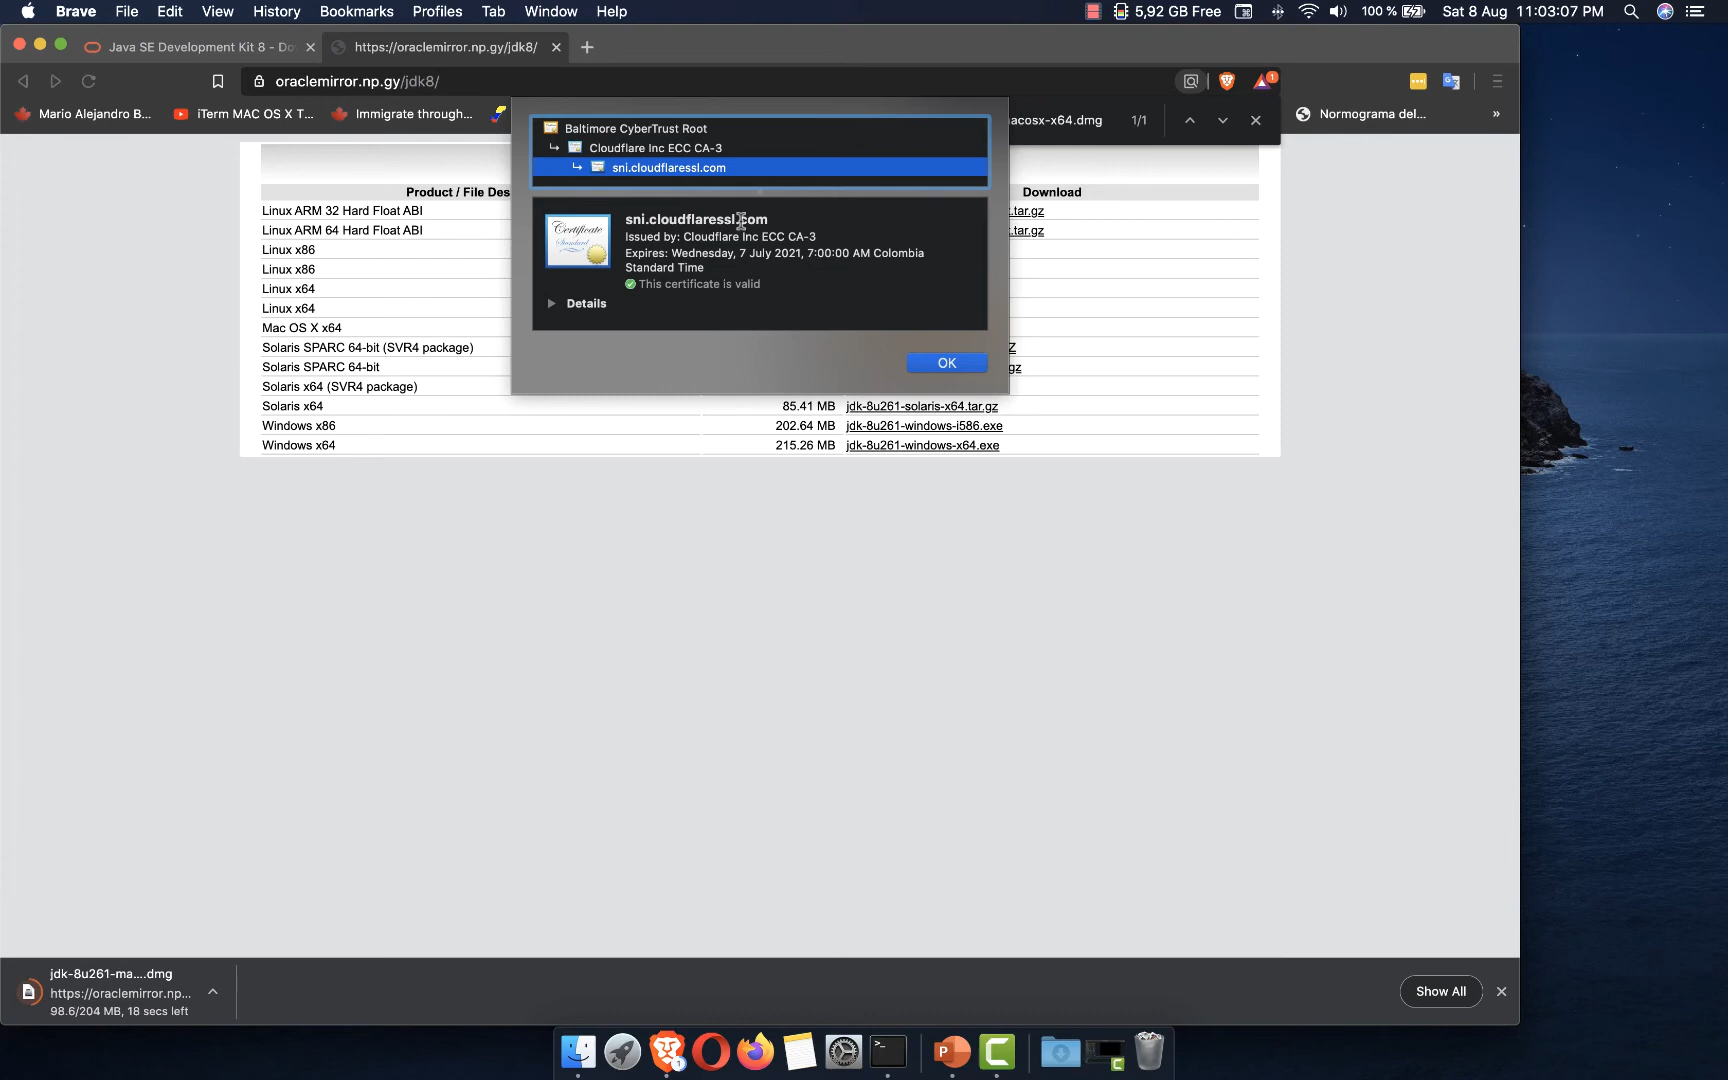 Brave File Edit View History Bookmarks Profiles Tab Window Help 5,92 GB Free 100 % Sat 8 Aug 11:03:07 PM
Java SE Development Kit 8 - Do
https://oraclemirror.np.gy/jdk8/
oraclemirror.np.gy/jdk8/
1
Mario Alejandro B...
iTerm MAC OS X T...
Immigrate through...
acosx-x64.dmg 1/1
Normograma del...
»
Baltimore CyberTrust Root
Cloudflare Inc ECC CA-3
sni.cloudflaressl.com
Certificate
Standard
sni.cloudflaressl.com
Issued by: Cloudflare Inc ECC CA-3
Expires: Wednesday, 7 July 2021, 7:00:00 AM Colombia
Standard Time
This certificate is valid
Details
OK
Product / File Des Download
Linux ARM 32 Hard Float ABI .tar.gz
Linux ARM 64 Hard Float ABI .tar.gz
Linux x86
Linux x86
Linux x64
Linux x64
Mac OS X x64
Solaris SPARC 64-bit (SVR4 package) Z
Solaris SPARC 64-bit gz
Solaris x64 (SVR4 package)
Solaris x64 85.41 MB jdk-8u261-solaris-x64.tar.gz
Windows x86 202.64 MB jdk-8u261-windows-i586.exe
Windows x64 215.26 MB jdk-8u261-windows-x64.exe
jdk-8u261-ma....dmg
https://oraclemirror.np...
98.6/204 MB, 18 secs left
Show All
1
P
C